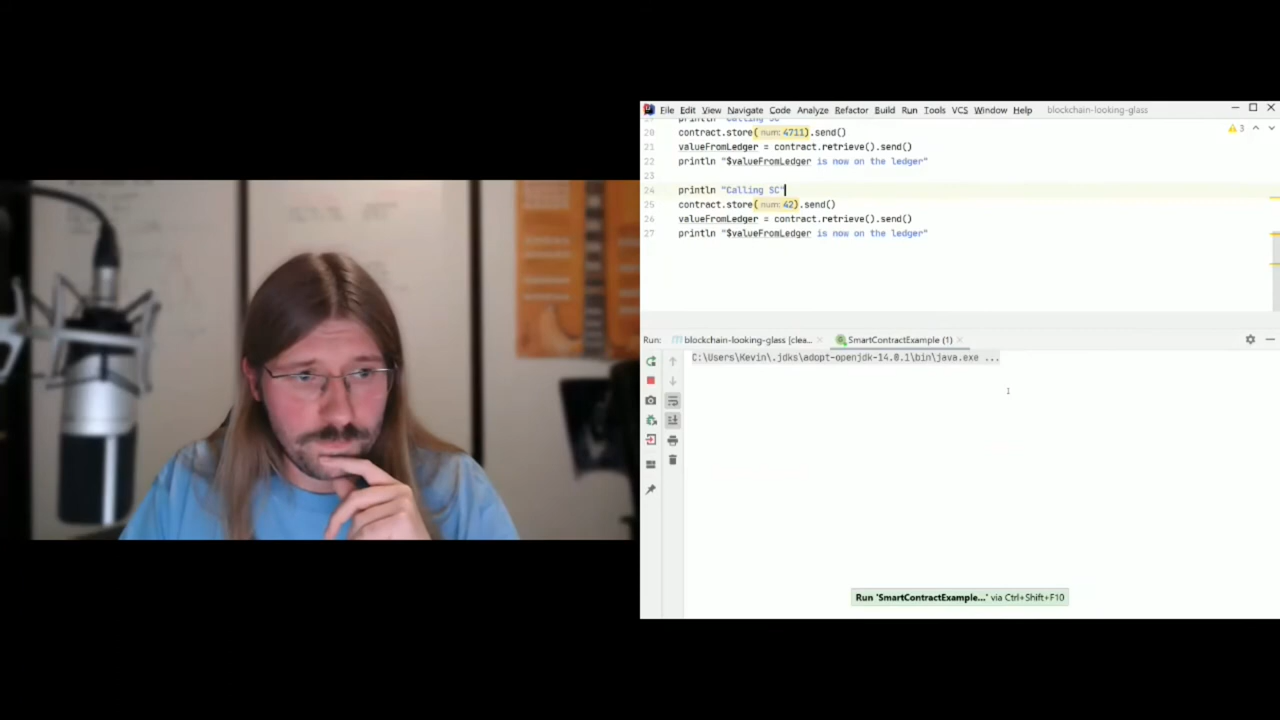 File Edit View Navigate Code Analyze Refactor Build Run Tools VCS Window Help blockchain-looking-glass
println "Calling SC"
3
20 contract.store( num: 4711).send()
21 valueFromLedger = contract.retrieve().send()
22 println "$valueFromLedger is now on the ledger"
23
24 println "Calling SC"
25 contract.store( num: 42).send()
26 valueFromLedger = contract.retrieve().send()
27 println "$valueFromLedger is now on the ledger"
Run: blockchain-looking-glass [clea... SmartContractExample (1)
C:\Users\Kevin\.jdks\adopt-openjdk-14.0.1\bin\java.exe ...
Run 'SmartContractExample...' via Ctrl+Shift+F10